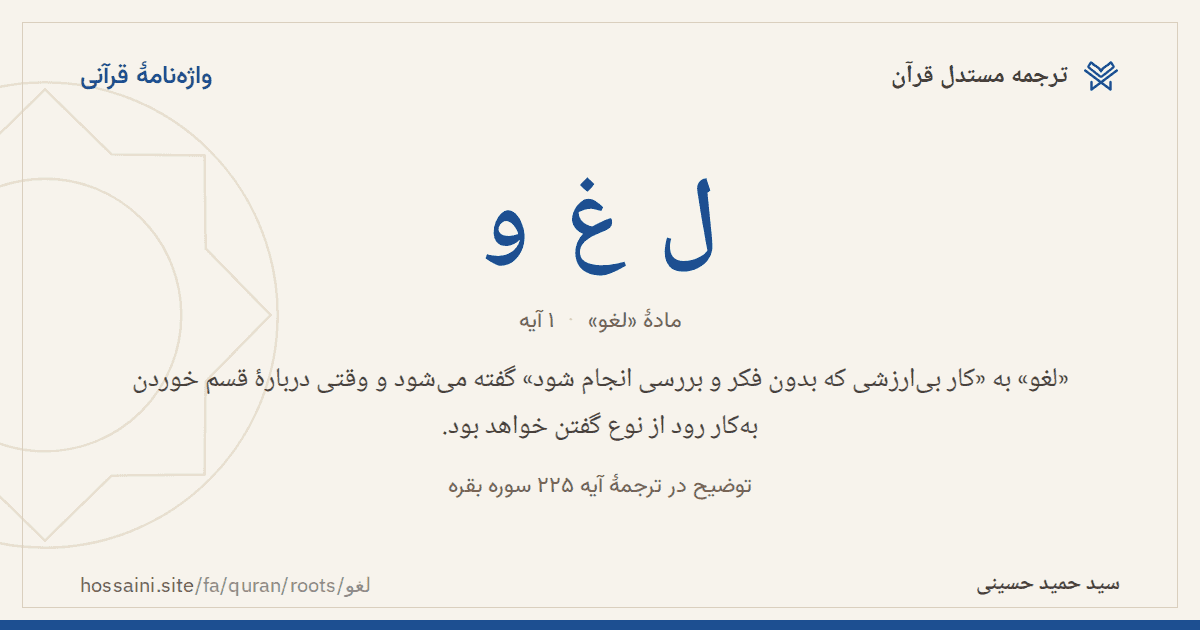 ترجمه مستدل قرآن
واژه‌نامهٔ قرآنی
ل غ و
مادهٔ «لغو» · ۱ آیه
«لغو» به «کار بی‌ارزشی که بدون فکر و بررسی انجام شود» گفته می‌شود و وقتی دربارهٔ قسم خوردن
به‌کار رود از نوع گفتن خواهد بود.
توضیح در ترجمهٔ آیه ۲۲۵ سوره بقره
سید حمید حسینی
hossaini.site/fa/quran/roots/لغو